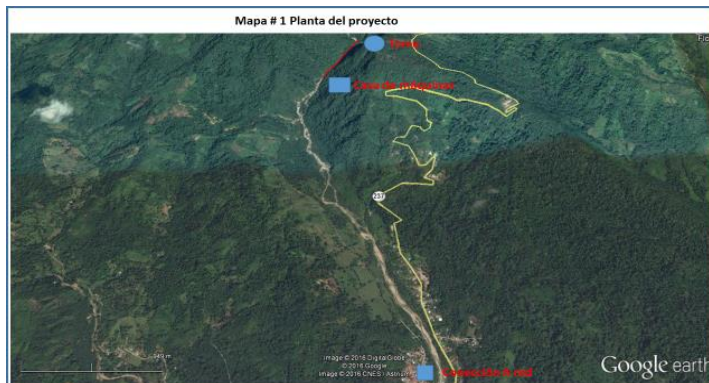 Mapa # 1 Planta del proyecto
Toma
Casa de máquinas
237
Conexión a red
849 m
image © 2016 DigitalGlobe
© 2016 Google
image © 2016 CNES / Astrium
Google earth